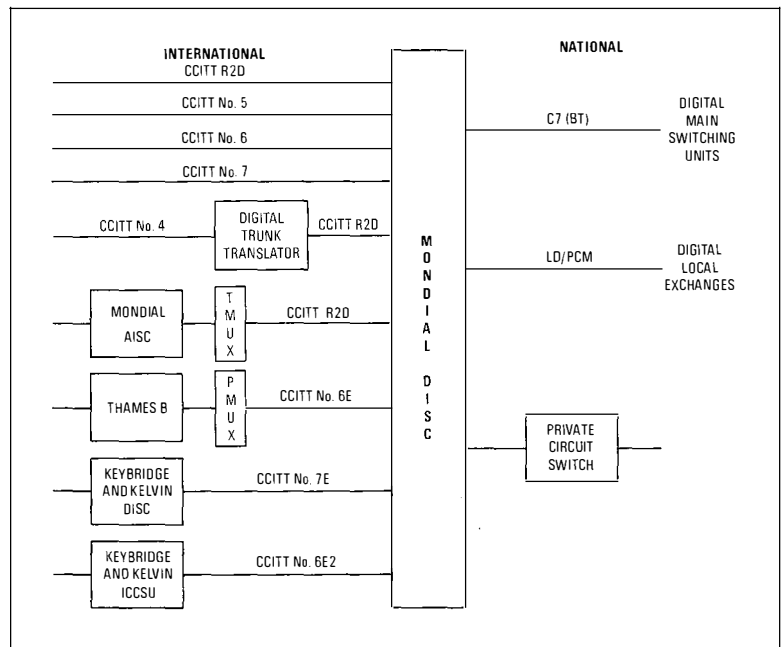 INTERNATIONAL
CCITT R2D
CCITT No. 5
CCITT No. 6
CCITT No. 7
CCITT No. 4
DIGITAL
TRUNK
TRANSLATOR
CCITT R2D
MONDIAL
AISC
TMUX
CCITT R2D
THAMES B
PMUX
CCITT No. 6E
KEYBRIDGE
AND KELVIN
DISC
CCITT No. 7E
KEYBRIDGE
AND KELVIN
ICCSU
CCITT No. 6E2
MONDIAL DISC
NATIONAL
C7 (BT)
DIGITAL
MAIN
SWITCHING
UNITS
LD/PCM
DIGITAL
LOCAL
EXCHANGES
PRIVATE
CIRCUIT
SWITCH